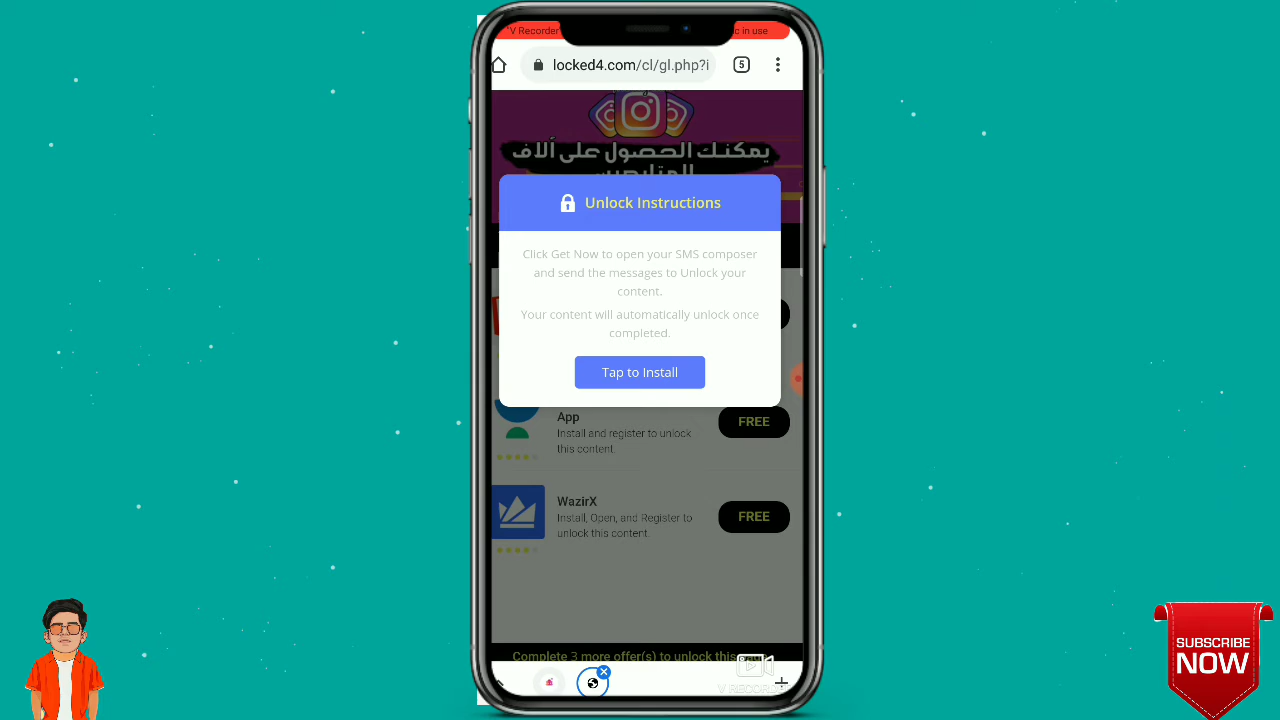 "V Recorder"
c in use
locked4.com/cl/gl.php?i
5
يمكنك الحصول على آلاف
المتابعين
Unlock Instructions
Click Get Now to open your SMS composer
and send the messages to Unlock your
content.
Your content will automatically unlock once
completed.
Tap to Install
App
Install and register to unlock
this content.
FREE
WazirX
Install, Open, and Register to
unlock this content.
FREE
Complete 3 more offer(s) to unlock this
V RECORDER
SUBSCRIBE
NOW